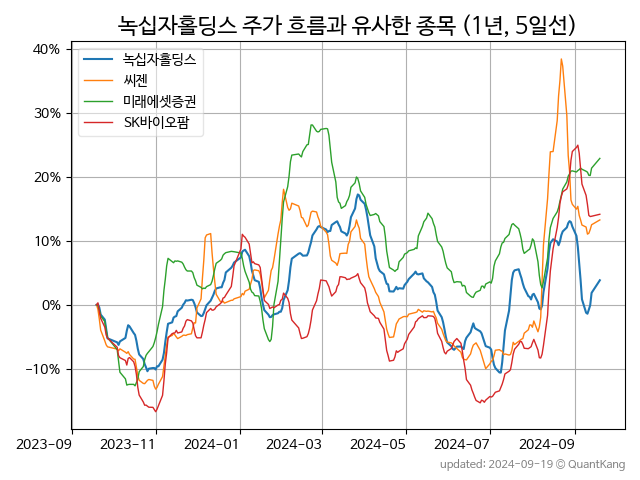 녹십자홀딩스 주가 흐름과 유사한 종목 (1년, 5일선)
녹십자홀딩스
씨젠
미래에셋증권
SK바이오팜
40%
30%
20%
10%
0%
−10%
2023-09
2023-11
2024-01
2024-03
2024-05
2024-07
2024-09
updated: 2024-09-19 © QuantKang